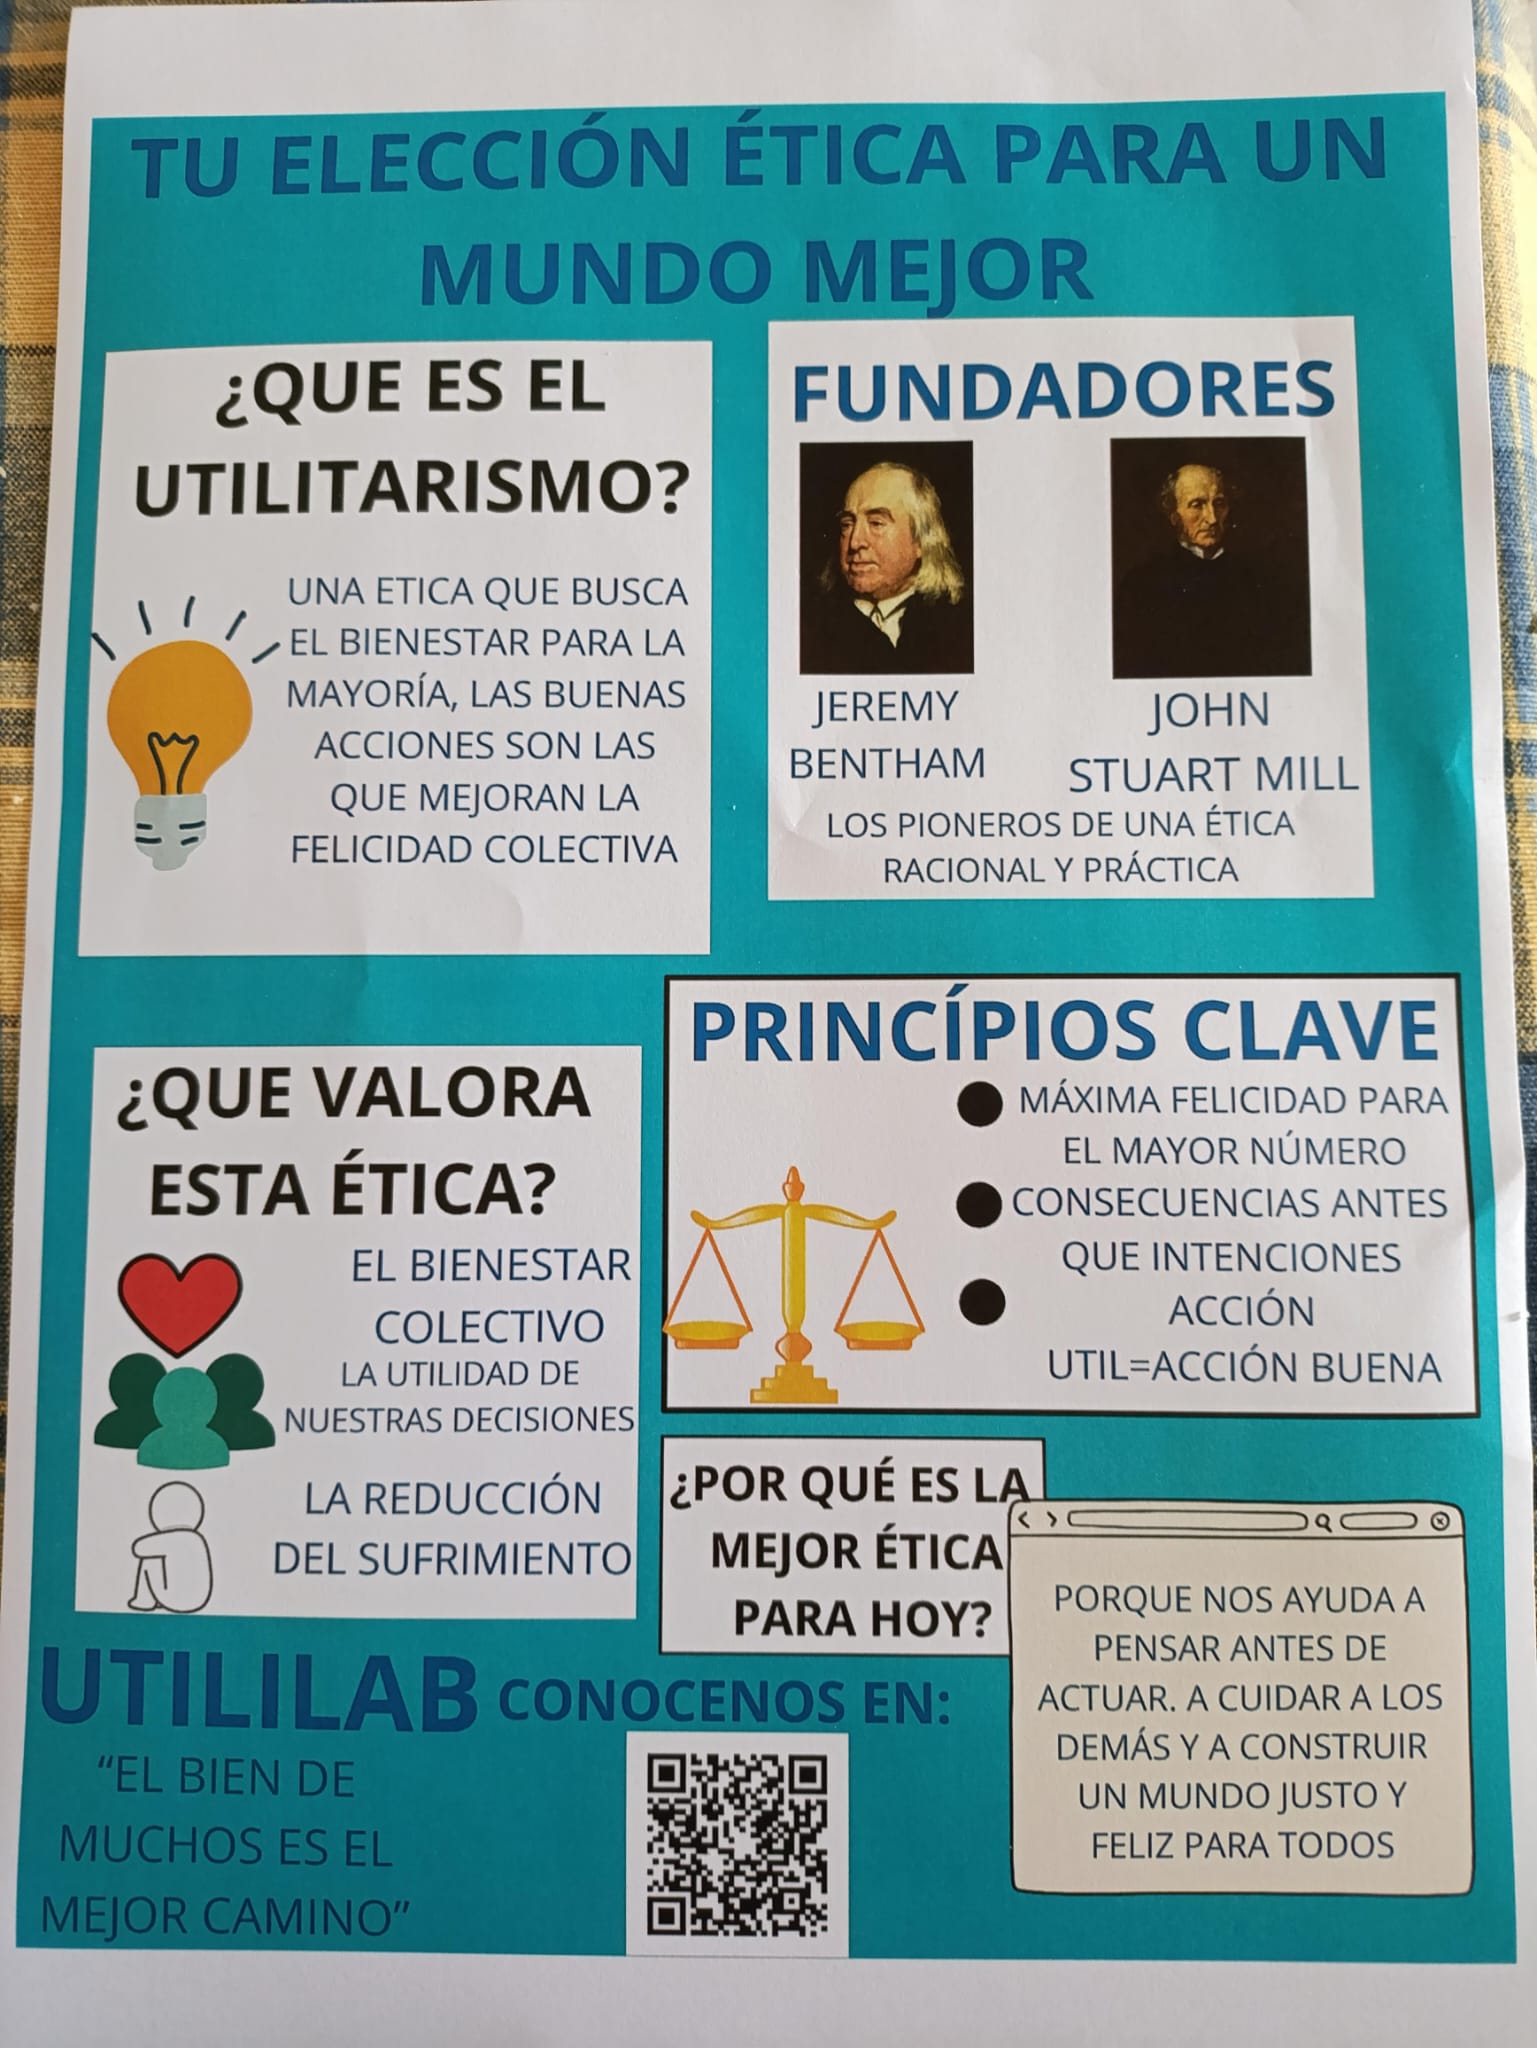 TU ELECCIÓN ÉTICA PARA UN
MUNDO MEJOR
¿QUE ES EL
UTILITARISMO?
UNA ETICA QUE BUSCA
EL BIENESTAR PARA LA
MAYORÍA, LAS BUENAS
ACCIONES SON LAS
QUE MEJORAN LA
FELICIDAD COLECTIVA
FUNDADORES
JEREMY
BENTHAM
JOHN
STUART MILL
LOS PIONEROS DE UNA ÉTICA
RACIONAL Y PRÁCTICA
¿QUE VALORA
ESTA ÉTICA?
EL BIENESTAR
COLECTIVO
LA UTILIDAD DE
NUESTRAS DECISIONES
LA REDUCCIÓN
DEL SUFRIMIENTO
PRINCÍPIOS CLAVE
MÁXIMA FELICIDAD PARA
EL MAYOR NÚMERO
CONSECUENCIAS ANTES
QUE INTENCIONES
ACCIÓN
UTIL=ACCIÓN BUENA
¿POR QUÉ ES LA
MEJOR ÉTICA
PARA HOY?
PORQUE NOS AYUDA A
PENSAR ANTES DE
ACTUAR. A CUIDAR A LOS
DEMÁS Y A CONSTRUIR
UN MUNDO JUSTO Y
FELIZ PARA TODOS
UTILILAB CONOCENOS EN:
“EL BIEN DE
MUCHOS ES EL
MEJOR CAMINO”